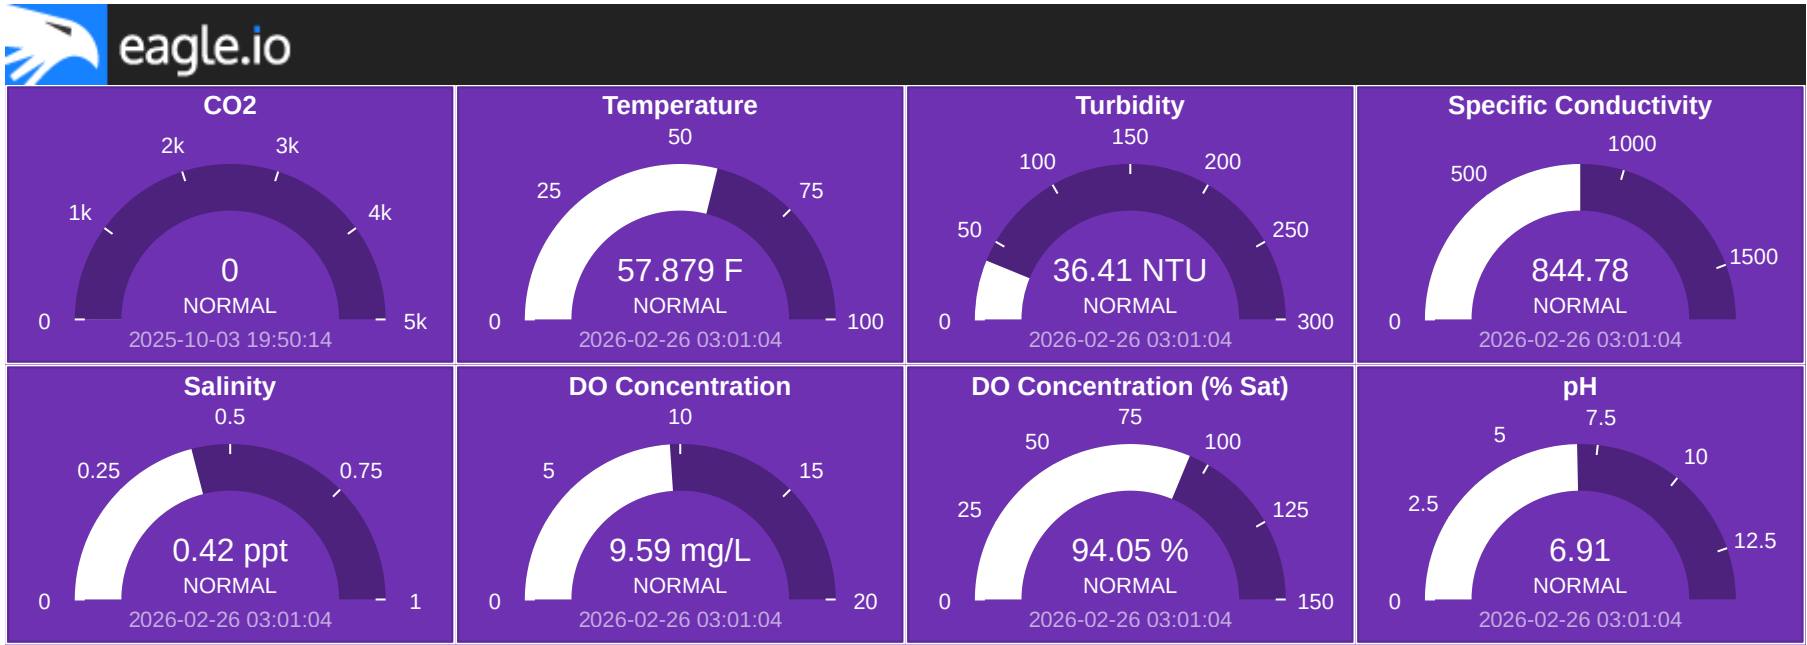 eagle.io
CO2
0
1k
2k
3k
4k
5k
0
NORMAL
2025-10-03 19:50:14
Temperature
0
25
50
75
100
57.879 F
NORMAL
2026-02-26 03:01:04
Turbidity
0
50
100
150
200
250
300
36.41 NTU
NORMAL
2026-02-26 03:01:04
Specific Conductivity
0
500
1000
1500
844.78
NORMAL
2026-02-26 03:01:04
Salinity
0
0.25
0.5
0.75
1
0.42 ppt
NORMAL
2026-02-26 03:01:04
DO Concentration
0
5
10
15
20
9.59 mg/L
NORMAL
2026-02-26 03:01:04
DO Concentration (% Sat)
0
25
50
75
100
125
150
94.05 %
NORMAL
2026-02-26 03:01:04
pH
0
2.5
5
7.5
10
12.5
6.91
NORMAL
2026-02-26 03:01:04